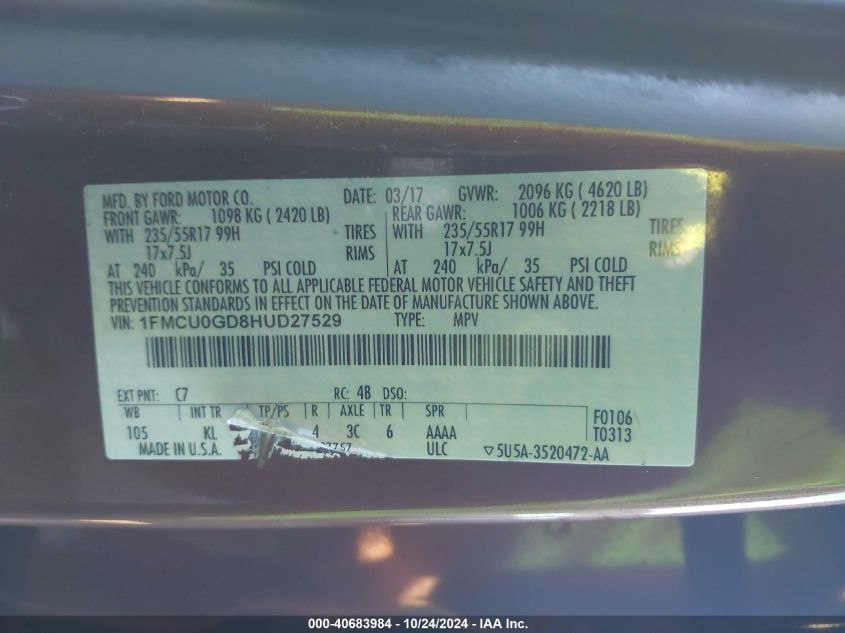 MFD. BY FORD MOTOR CO. DATE: 03/17 GVWR: 2096 KG ( 4620 LB)
FRONT GAWR: 1098 KG ( 2420 LB) REAR GAWR: 1006 KG ( 2218 LB)
WITH 235/55R17 99H TIRES WITH 235/55R17 99H TIRES
17x7.5J RIMS 17x7.5J RIMS
AT 240 kPa/ 35 PSI COLD AT 240 kPa/ 35 PSI COLD
THIS VEHICLE CONFORMS TO ALL APPLICABLE FEDERAL MOTOR VEHICLE SAFETY AND THEFT
PREVENTION STANDARDS IN EFFECT ON THE DATE OF MANUFACTURE SHOWN ABOVE.
VIN: 1FMCU0GD8HUD27529 TYPE: MPV
EXT PNT: C7 RC: 48 DSO:
WB INT TR TP/PS R AXLE TR SPR F0106
105 KL 4 3C 6 AAAA T0313
MADE IN U.S.A. ULC ▽5U5A-3520472-AA
000-40683984 - 10/24/2024 - IAA Inc.